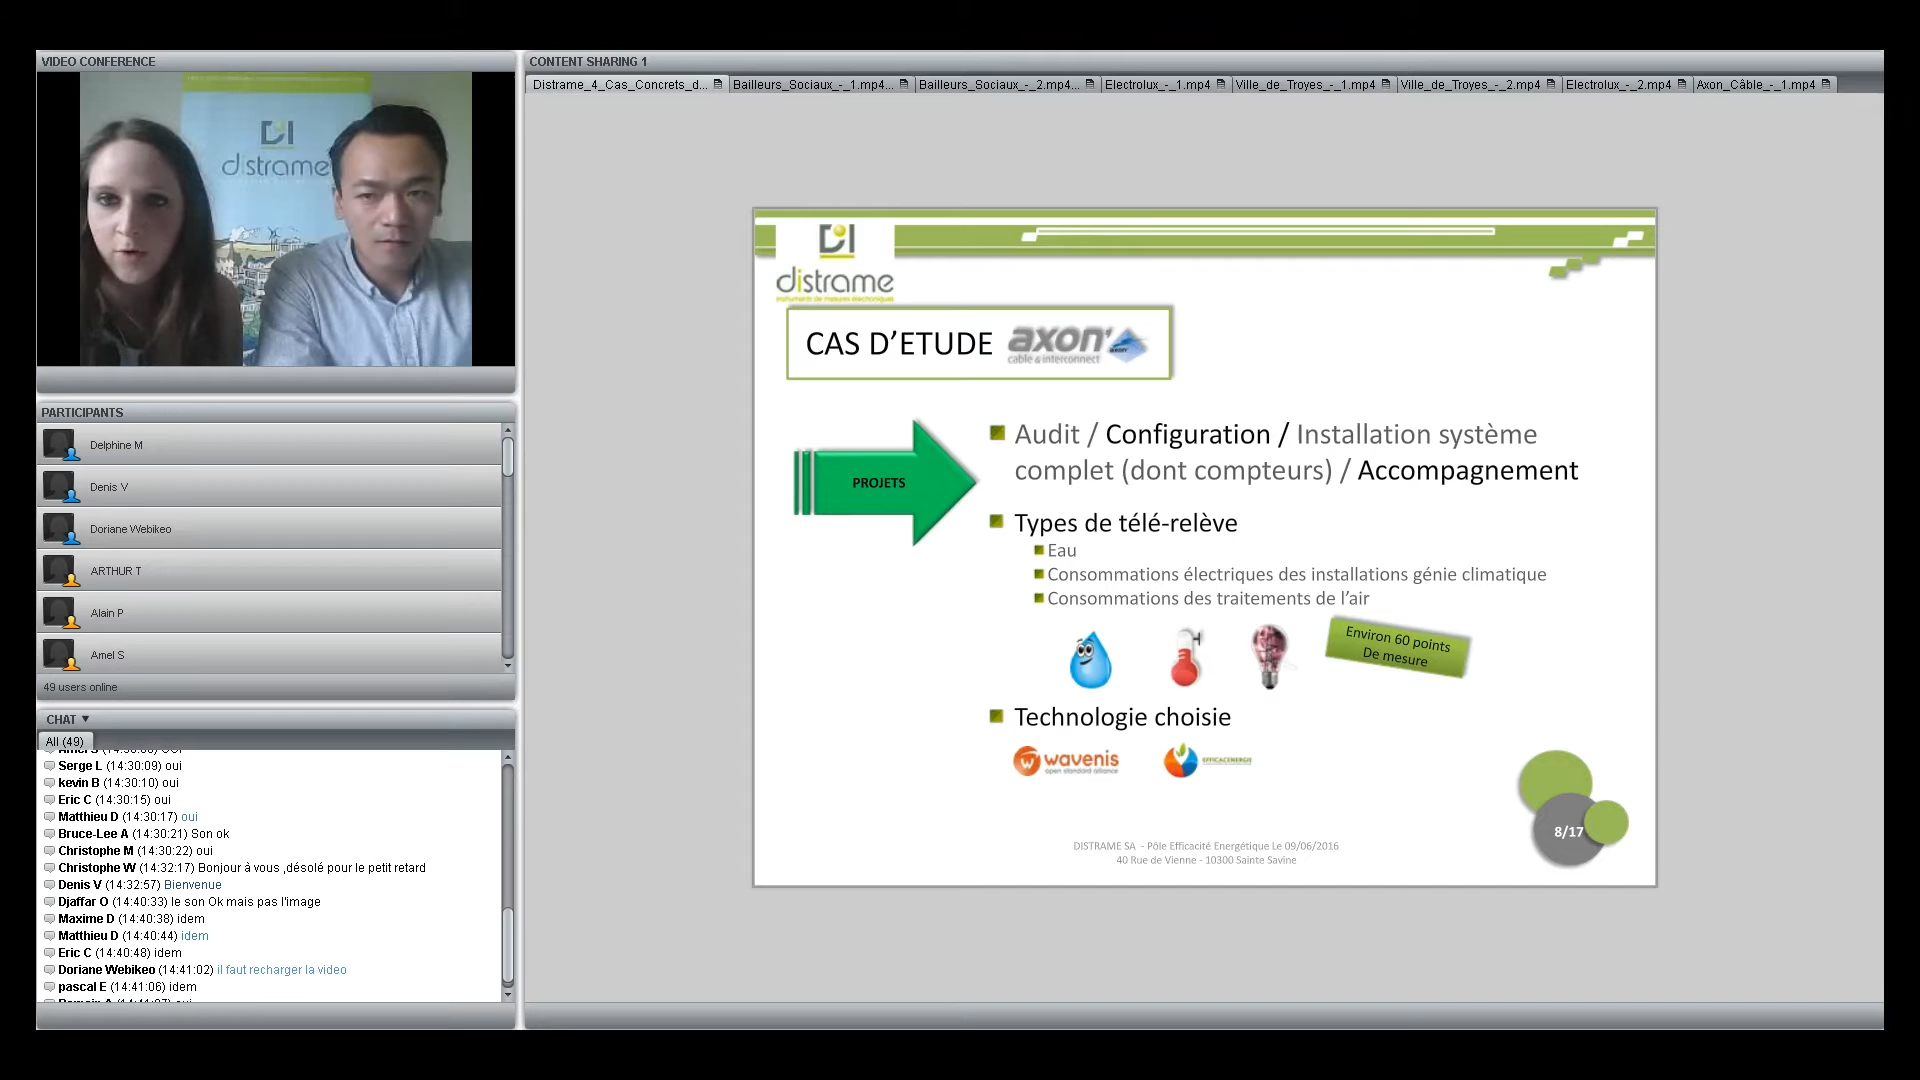 VIDEO CONFERENCE
distrame
PARTICIPANTS
Delphine M
Denis V
Doriane Webikeo
ARTHUR T
Alain P
Amel S
49 users online
CHAT
All (49)
Serge L (14:30:09) oui
kevin B (14:30:10) oui
Eric C (14:30:15) oui
Matthieu D (14:30:17) oui
Bruce-Lee A (14:30:21) Son ok
Christophe M (14:30:22) oui
Christophe W (14:32:17) Bonjour à vous ,désolé pour le petit retard
Denis V (14:32:57) Bienvenue
Djaffar O (14:40:33) le son Ok mais pas l'image
Maxime D (14:40:38) idem
Matthieu D (14:40:44) idem
Eric C (14:40:48) idem
Doriane Webikeo (14:41:02) il faut recharger la video
pascal E (14:41:06) idem
CONTENT SHARING 1
Distrame_4_Cas_Concrets_d... Bailleurs_Sociaux_-_1.mp4... Bailleurs_Sociaux_-_2.mp4... Electrolux_-_1.mp4 Ville_de_Troyes_-_1.mp4 Ville_de_Troyes_-_2.mp4 Electrolux_-_2.mp4 Axon_Câble_-_1.mp4
distrame
instruments de mesures électroniques
CAS D'ETUDE axon'
cable & interconnect
axon'
PROJETS
Audit / Configuration / Installation système
complet (dont compteurs) / Accompagnement
Types de télé-relève
Eau
Consommations électriques des installations génie climatique
Consommations des traitements de l'air
Environ 60 points
De mesure
Technologie choisie
wavenis
open standard alliance
EFFICACENERGIE
8/17
DISTRAME SA - Pôle Efficacité Energétique Le 09/06/2016
40 Rue de Vienne - 10300 Sainte Savine